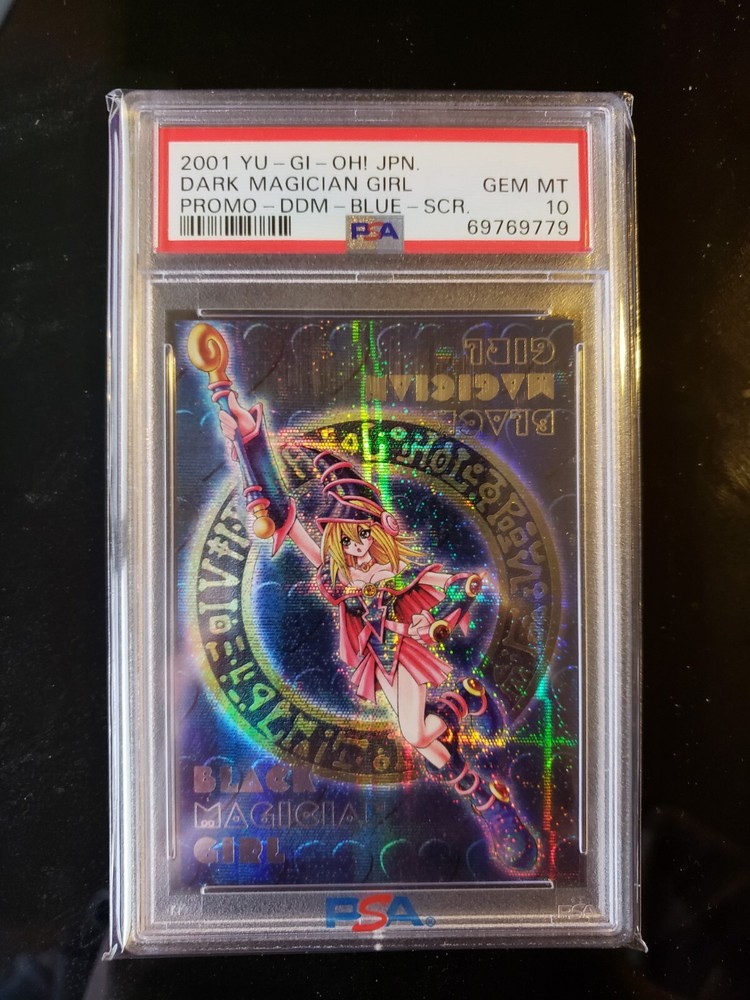 2001 YU-GI-OH! JPN.
DARK MAGICIAN GIRL GEM MT
PROMO-DDM-BLUE-SCR. 10
PSA 69769779
GIRL
MAGICIAN
BLACK
BLACK
MAGICIAN
GIRL
PSA
PSA